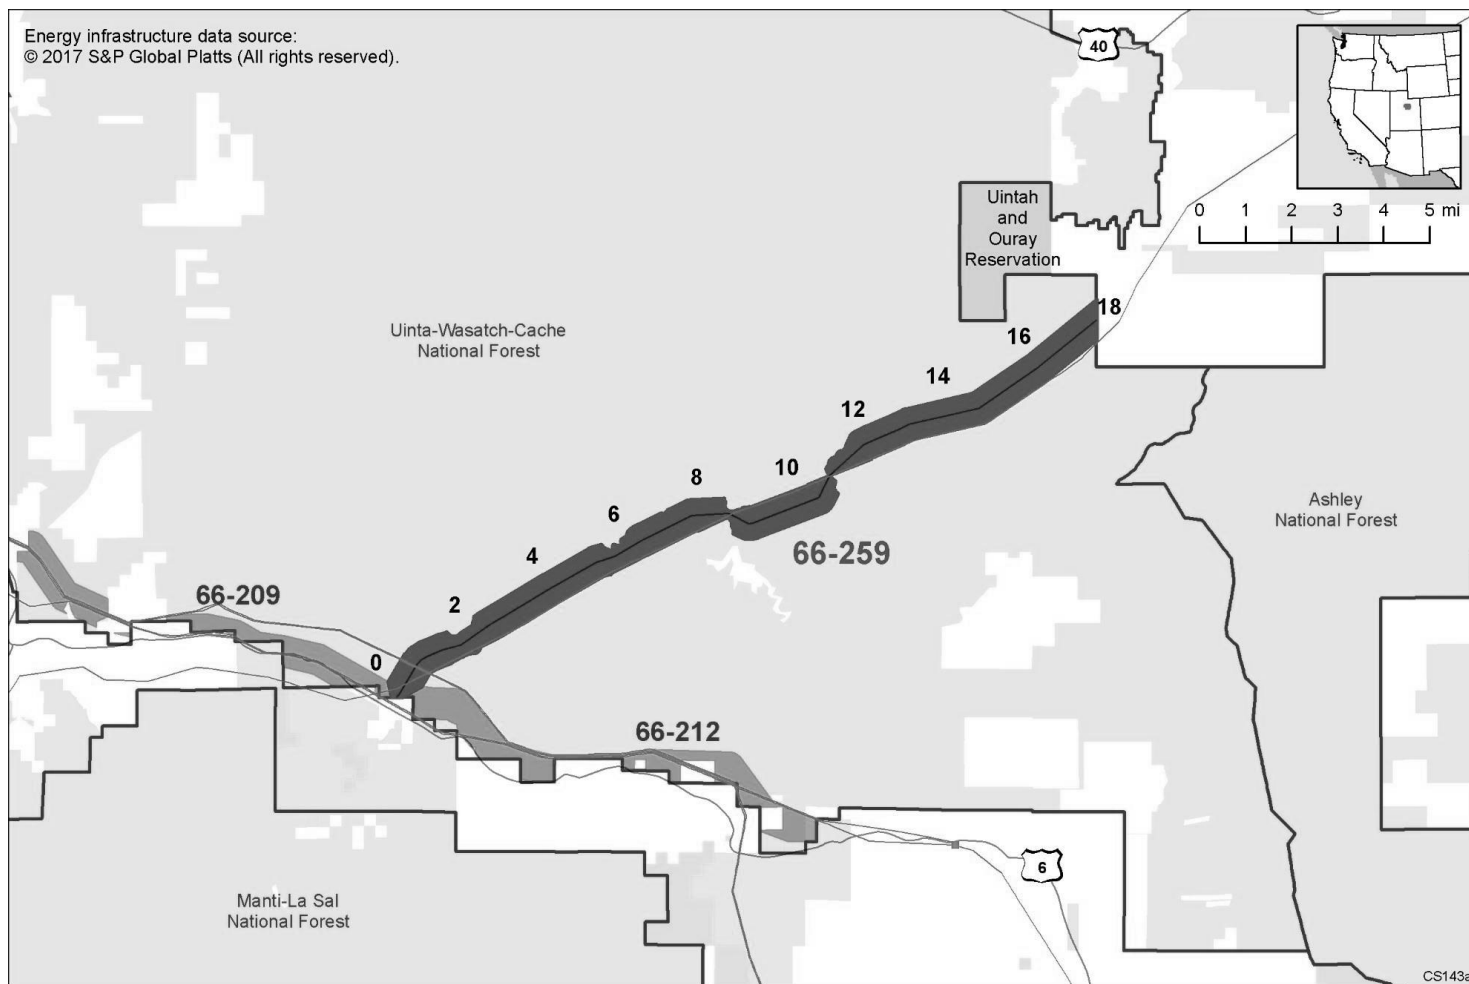 Energy infrastructure data source:
© 2017 S&P Global Platts (All rights reserved).
40
0 1 2 3 4 5 mi
Uintah
and
Ouray
Reservation
18
16
14
12
10
8
6
4
2
0
Uinta-Wasatch-Cache
National Forest
Ashley
National Forest
66-259
66-209
66-212
6
Manti-La Sal
National Forest
CS143a